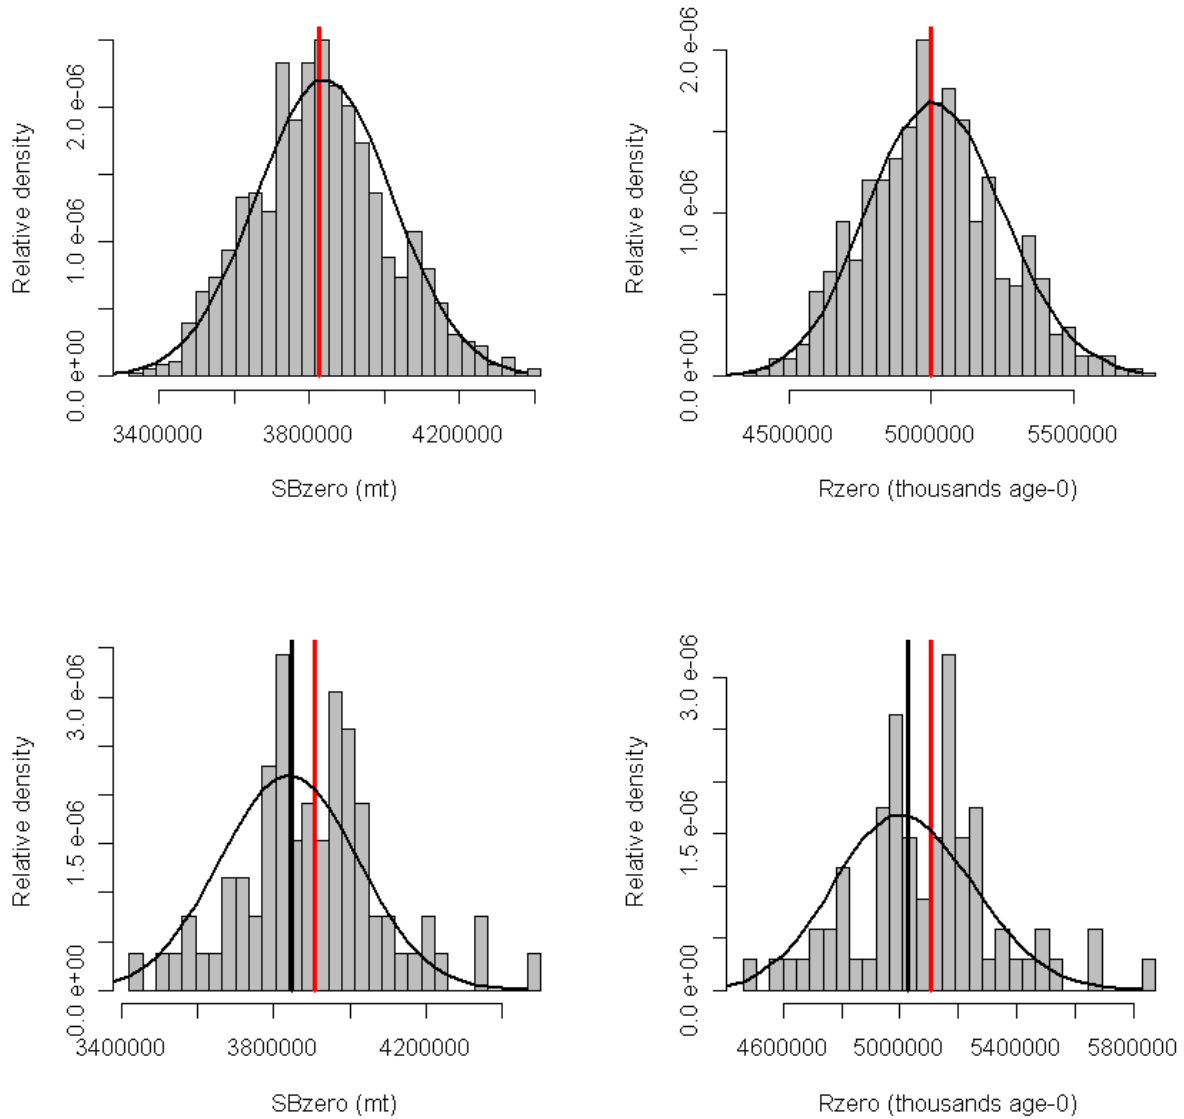 Relative density
0.0 e+00 1.0 e-06 2.0 e-06
3400000 3800000 4200000
SBzero (mt)
Relative density
0.0 e+00 1.0 e-06 2.0 e-06
4500000 5000000 5500000
Rzero (thousands age-0)
Relative density
0.0 e+00 1.5 e-06 3.0 e-06
3400000 3800000 4200000
SBzero (mt)
Relative density
0.0 e+00 1.5 e-06 3.0 e-06
4600000 5000000 5400000 5800000
Rzero (thousands age-0)